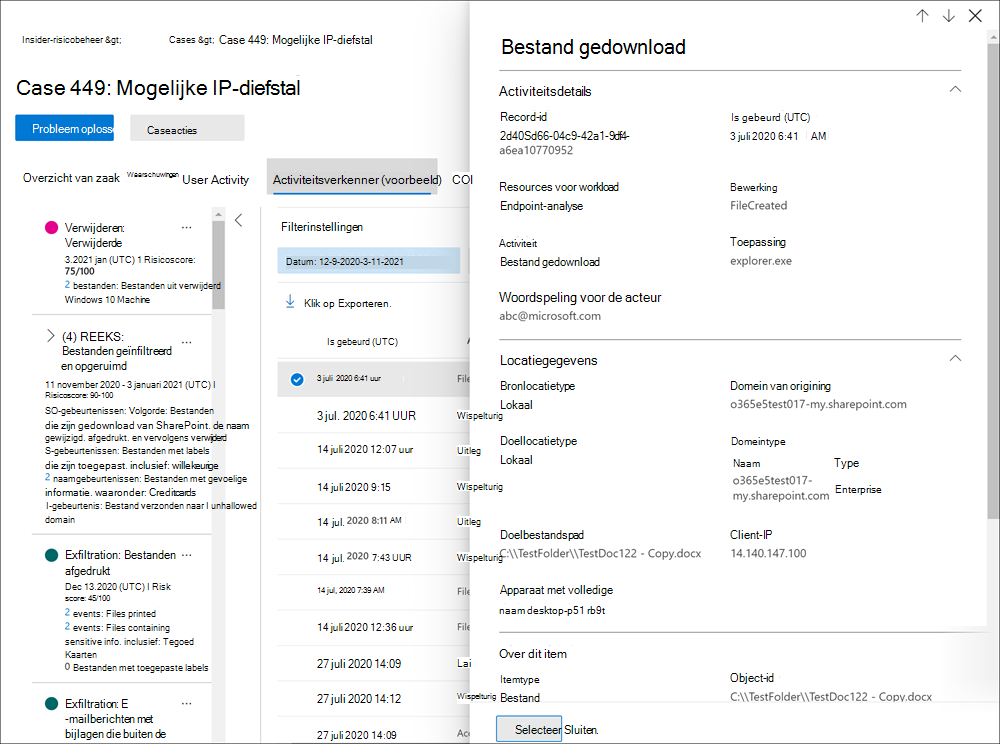 Insider-risicobeheer &gt;
Cases &gt; Case 449: Mogelijke IP-diefstal
Case 449: Mogelijke IP-diefstal
Probleem oplosse
Caseacties
Overzicht van zaak
Waarschuwingen
User Activity
Activiteitsverkenner (voorbeeld)
COI
Verwijderen:
Verwijderde
3.2021 jan (UTC) 1 Risicoscore:
75/100
2 bestanden: Bestanden uit verwijderd
Windows 10 Machine
(4) REEKS:
Bestanden geïnfiltreerd
en opgeruimd
11 november 2020 - 3 januari 2021 (UTC) I
Risicoscore: 90-100
SO-gebeurtenissen: Volgorde: Bestanden
die zijn gedownload van SharePoint. de naam
gewijzigd. afgedrukt. en vervolgens verwijderd
S-gebeurtenissen: Bestanden met labels
die zijn toegepast. inclusief: willekeurige
2 naamgebeurtenissen: Bestanden met gevoelige
informatie. waaronder: Creditcards
I-gebeurtenis: Bestand verzonden naar I unhallowed
domain
Exfiltration: Bestanden
afgedrukt
Dec 13.2020 (UTC) I Risk
score: 45/100
2 events: Files printed
2 events: Files containing
sensitive info. inclusief: Tegoed
Kaarten
0 Bestanden met toegepaste labels
Exfiltration: E
-mailberichten met
bijlagen die buiten de
Filterinstellingen
Datum: 12-9-2020-3-11-2021
Klik op Exporteren.
Is gebeurd (UTC)
3 juli 2020 6:41 uur
File
3 jul. 2020 6:41 UUR
Wispelturig
14 juli 2020 12:07 uur
Uitleg
14 juli 2020 9:15
Wispelturig
14 jul. 2020 8:11 AM
Uitleg
14 jul. 2020 7:43 UUR
Wispelturig
14 jul, 2020 7:39 AM
File
14 juli 2020 12:36 uur
File
27 juli 2020 14:09
Lai
27 juli 2020 14:12
Wispelturig
27 juli 2020 14:09
Acc
Bestand gedownload
Activiteitsdetails
Record-id
Is gebeurd (UTC)
2d40Sd66-04c9-42a1-9df4-
a6ea10770952
3 juli 2020 6:41 AM
Resources voor workload
Bewerking
Endpoint-analyse
FileCreated
Activiteit
Toepassing
Bestand gedownload
explorer.exe
Woordspeling voor de acteur
abc@microsoft.com
Locatiegegevens
Bronlocatietype
Domein van origining
Lokaal
o365e5test017-my.sharepoint.com
Doellocatietype
Domeintype
Lokaal
Naam
Type
o365e5test017-
my.sharepoint.com
Enterprise
Doelbestandspad
Client-IP
C:\\TestFolder\\TestDoc122 - Copy.docx
14.140.147.100
Apparaat met volledige
naam desktop-p51 rb9t
Over dit item
Itemtype
Object-id
Bestand
C:\\TestFolder\\TestDoc122 - Copy.docx
Selecteer Sluiten.